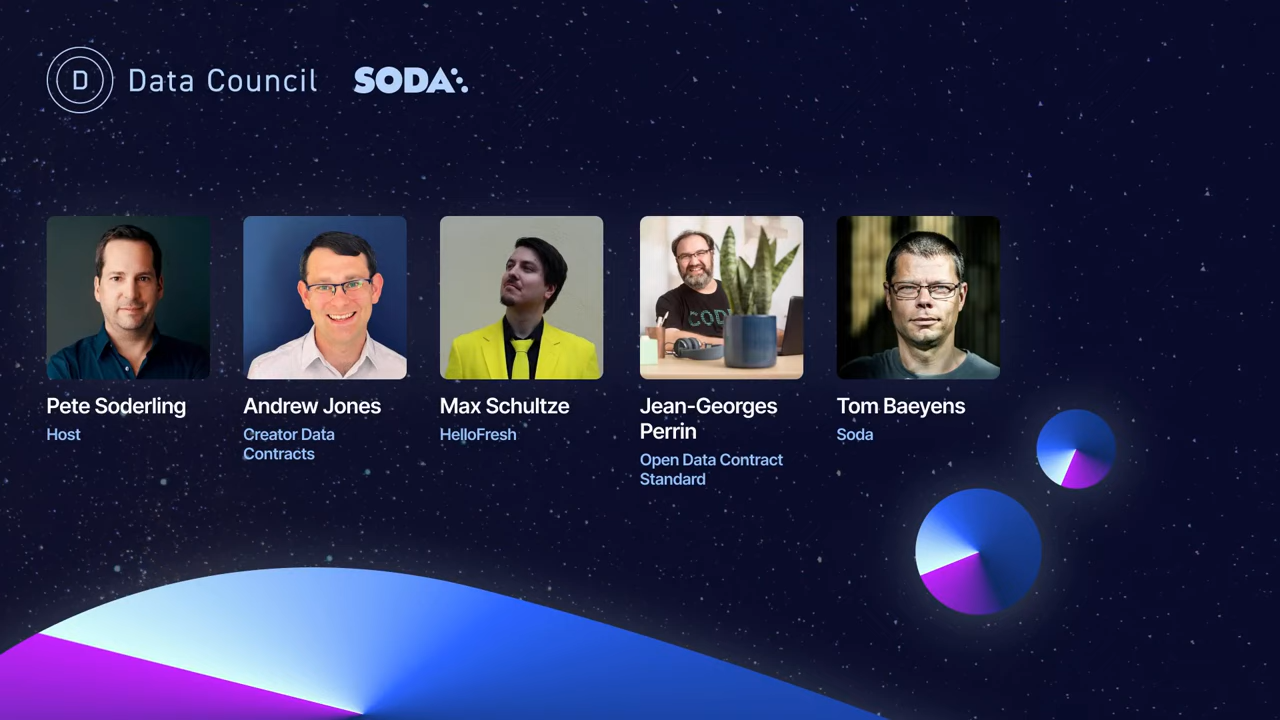 D Data Council SODA
COD
Pete Soderling
Host
Andrew Jones
Creator Data
Contracts
Max Schultze
HelloFresh
Jean-Georges
Perrin
Open Data Contract
Standard
Tom Baeyens
Soda